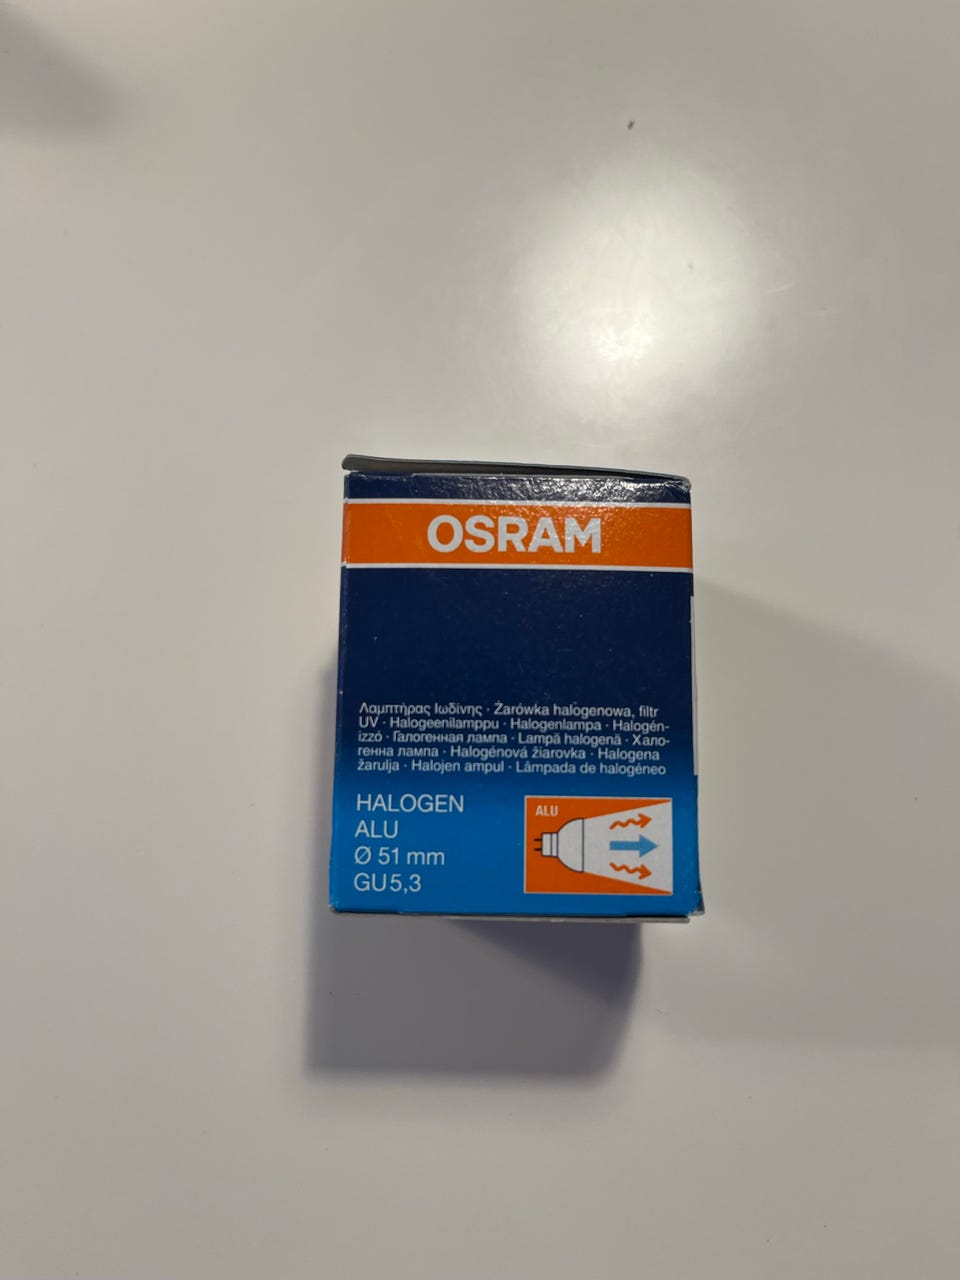 OSRAM
Λαμπτήρας Ιωδίνης · Żarówka halogenowa, filtr
UV · Halogeenilamppu · Halogenlampa · Halogén-
izzó · Галогенная лампа · Lampă halogenă · Хало-
генна лампа · Halogénová žiarovka · Halogena
žarulja · Halojen ampul · Lâmpada de halogéneo
HALOGEN
ALU
Ø 51 mm
GU5,3
ALU